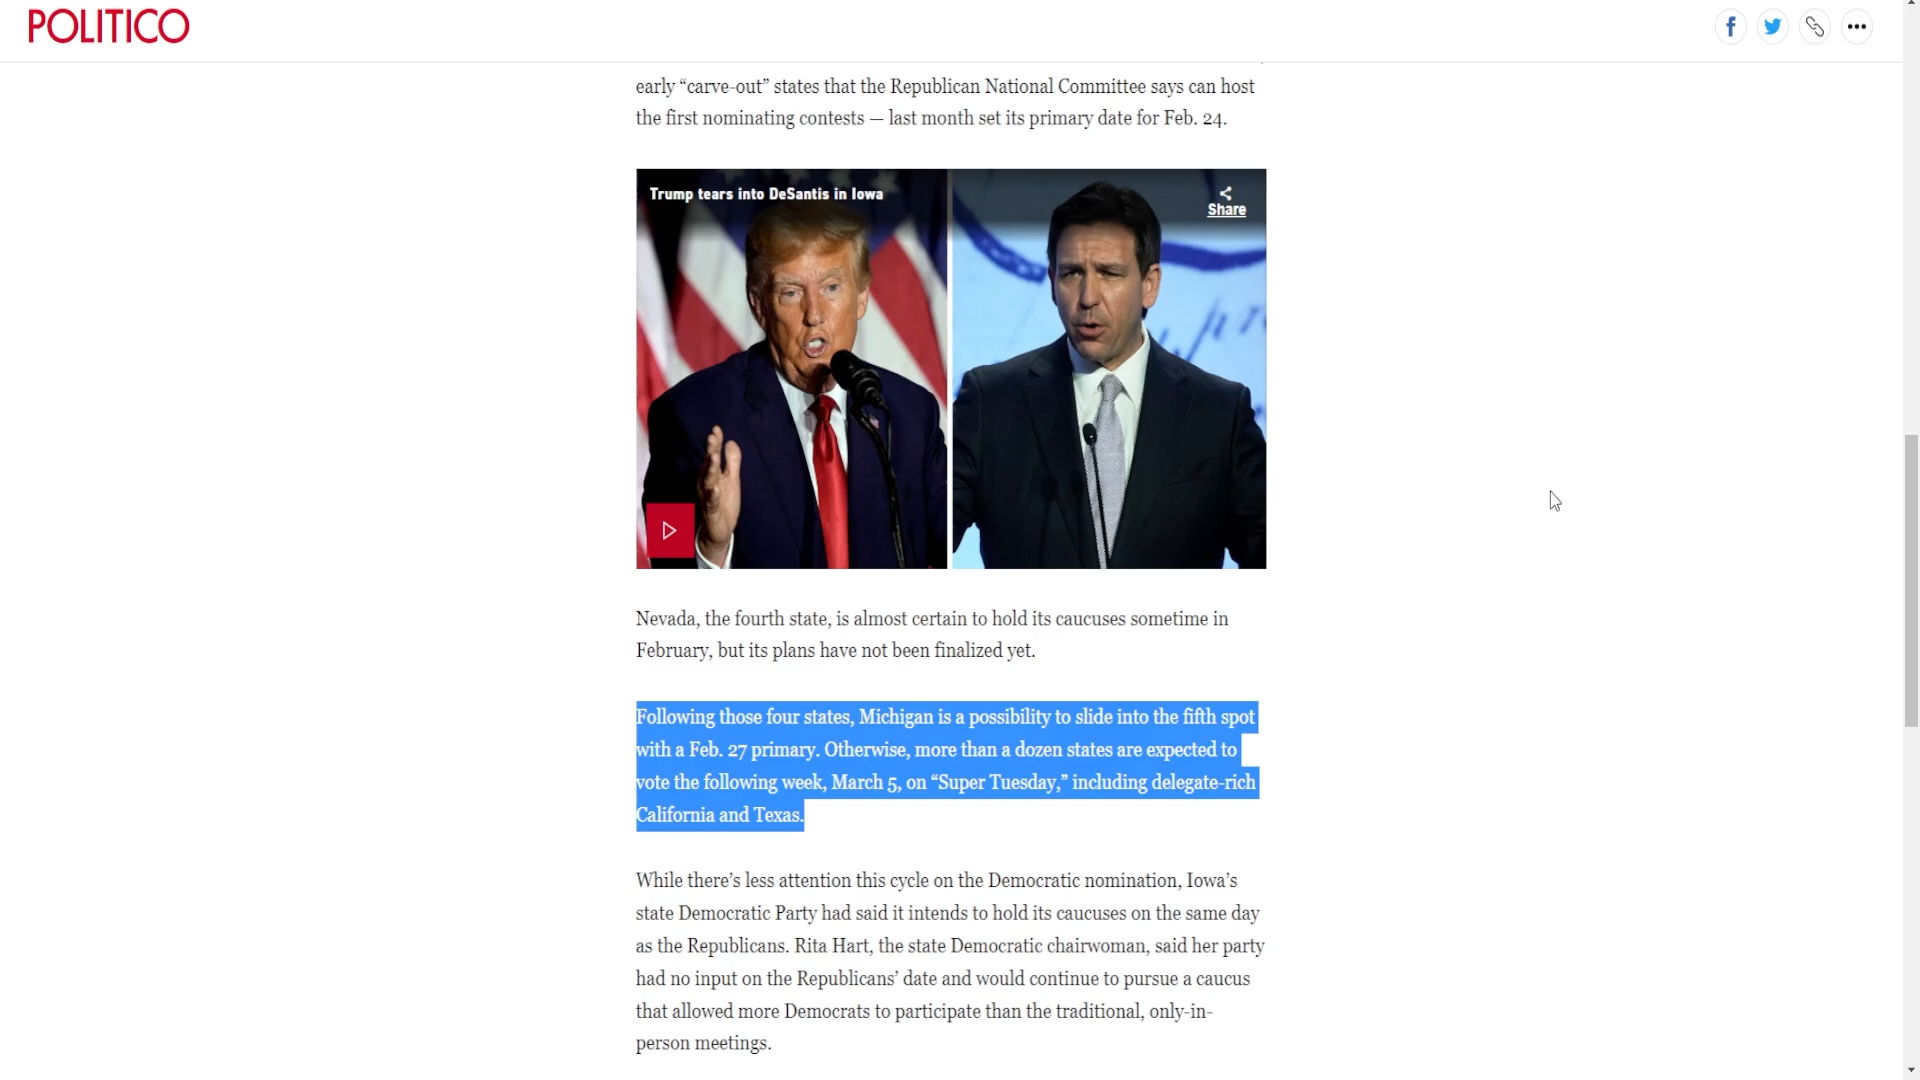 POLITICO
early “carve-out” states that the Republican National Committee says can host
the first nominating contests — last month set its primary date for Feb. 24.
Trump tears into DeSantis in Iowa
Share
Nevada, the fourth state, is almost certain to hold its caucuses sometime in
February, but its plans have not been finalized yet.
Following those four states, Michigan is a possibility to slide into the fifth spot
with a Feb. 27 primary. Otherwise, more than a dozen states are expected to
vote the following week, March 5, on “Super Tuesday,” including delegate-rich
California and Texas.
While there’s less attention this cycle on the Democratic nomination, Iowa’s
state Democratic Party had said it intends to hold its caucuses on the same day
as the Republicans. Rita Hart, the state Democratic chairwoman, said her party
had no input on the Republicans’ date and would continue to pursue a caucus
that allowed more Democrats to participate than the traditional, only-in-
person meetings.